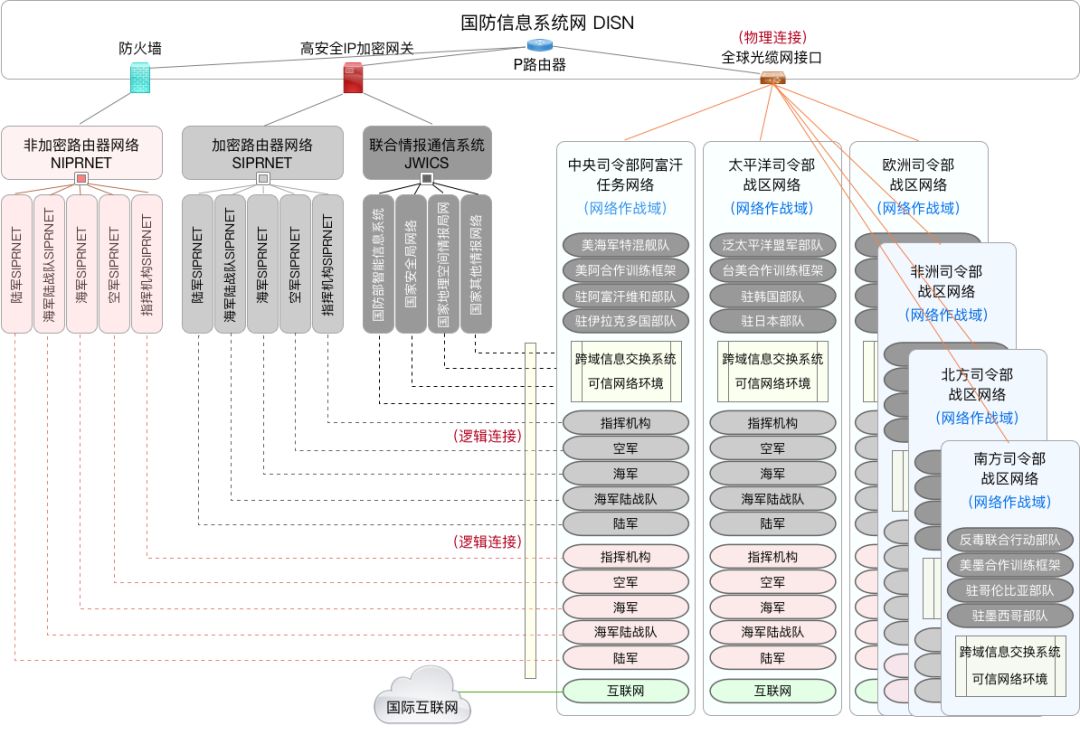 国防信息系统网 DISN
防火墙
高安全IP加密网关
P路由器
(物理连接)
全球光缆网接口
非加密路由器网络
NIPRNET
加密路由器网络
SIPRNET
联合情报通信系统
JWICS
陆军SIPRNET
海军陆战队SIPRNET
海军SIPRNET
空军SIPRNET
指挥机构SIPRNET
陆军SIPRNET
海军陆战队SIPRNET
海军SIPRNET
空军SIPRNET
指挥机构SIPRNET
国防部智能信息系统
国家安全局网络
国家地理空间情报局网
国家其他情报网络
(逻辑连接)
(逻辑连接)
国际互联网
中央司令部阿富汗
任务网络
(网络作战域)
美海军特混舰队
美阿合作训练框架
驻阿富汗维和部队
驻伊拉克多国部队
跨域信息交换系统
可信网络环境
指挥机构
空军
海军
海军陆战队
陆军
指挥机构
空军
海军
海军陆战队
陆军
互联网
太平洋司令部
战区网络
(网络作战域)
泛太平洋盟军部队
台美合作训练框架
驻韩国部队
驻日本部队
跨域信息交换系统
可信网络环境
指挥机构
空军
海军
海军陆战队
陆军
指挥机构
空军
海军
海军陆战队
陆军
互联网
欧洲司令部
战区网络
(网络作战域)
非洲司令部
战区网络
(网络作战域)
北方司令部
战区网络
(网络作战域)
南方司令部
战区网络
(网络作战域)
反毒联合行动部队
美墨合作训练框架
驻哥伦比亚部队
驻墨西哥部队
跨域信息交换系统
可信网络环境